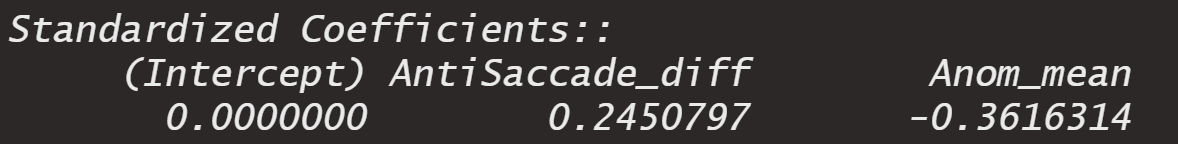 Standardized Coefficients::
(Intercept) AntiSaccade_diff Anom_mean
0.0000000 0.2450797 -0.3616314